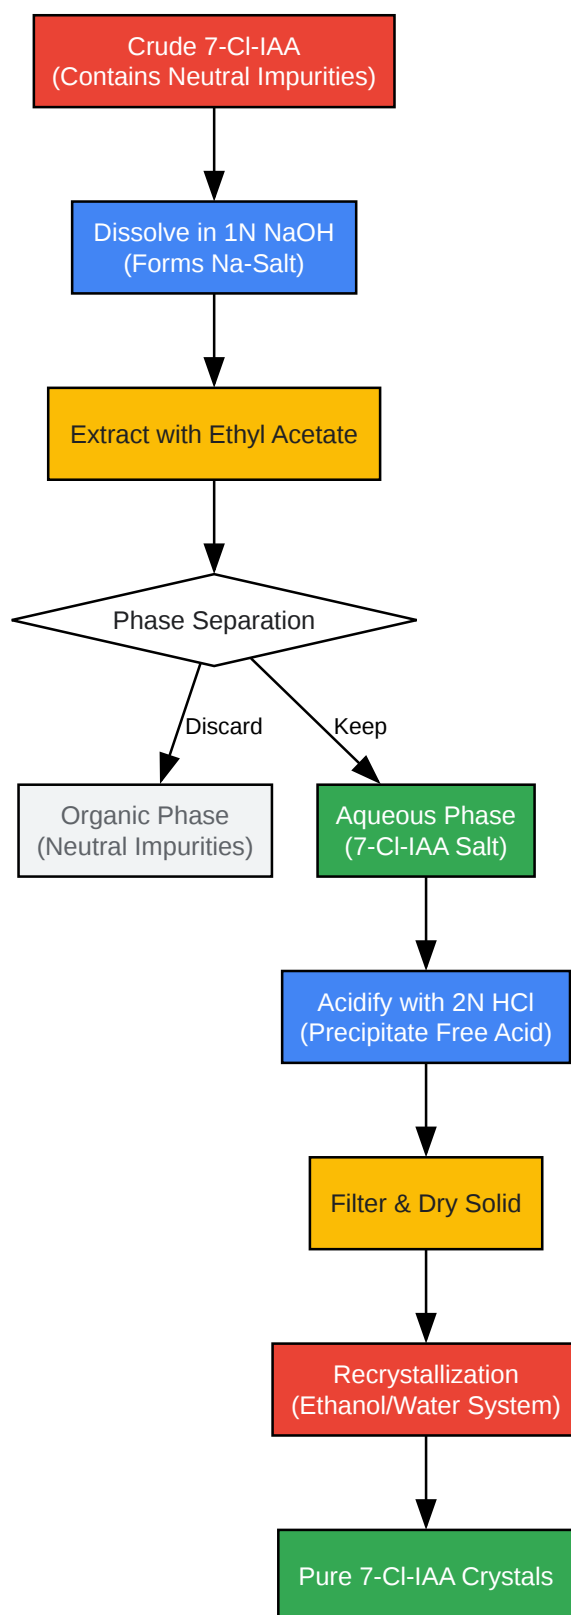 Crude 7-Cl-IAA
(Contains Neutral Impurities)
Dissolve in 1N NaOH
(Forms Na-Salt)
Extract with Ethyl Acetate
Phase Separation
Discard
Keep
Organic Phase
(Neutral Impurities)
Aqueous Phase
(7-Cl-IAA Salt)
Acidify with 2N HCl
(Precipitate Free Acid)
Filter & Dry Solid
Recrystallization
(Ethanol/Water System)
Pure 7-Cl-IAA Crystals